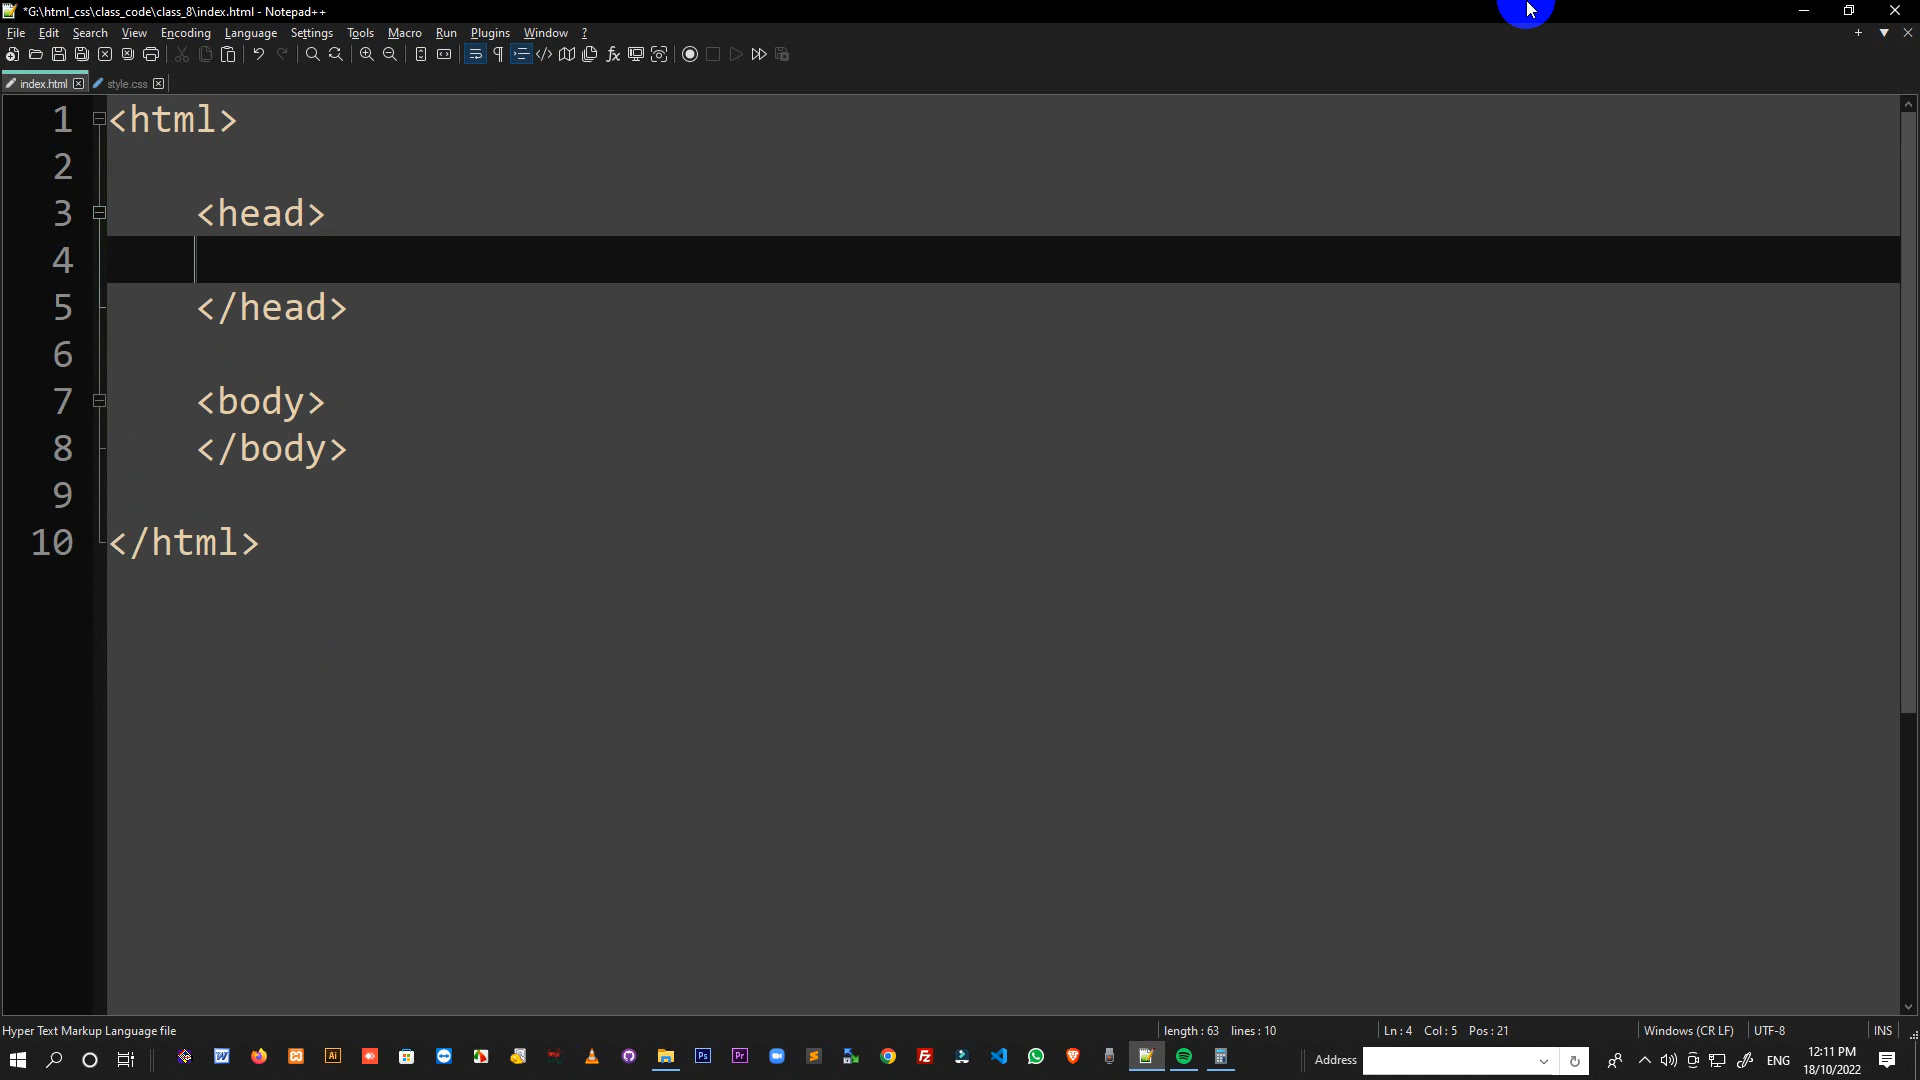 *G:\html_css\class_code\class_8\index.html - Notepad++
File Edit Search View Encoding Language Settings Tools Macro Run Plugins Window ?
index.html style.css
1 <html>
2
3 <head>
4
5 </head>
6
7 <body>
8 </body>
9
10 </html>
Hyper Text Markup Language file length : 63 lines : 10 Ln : 4 Col : 5 Pos : 21 Windows (CR LF) UTF-8 INS
Address ENG 12:11 PM
18/10/2022